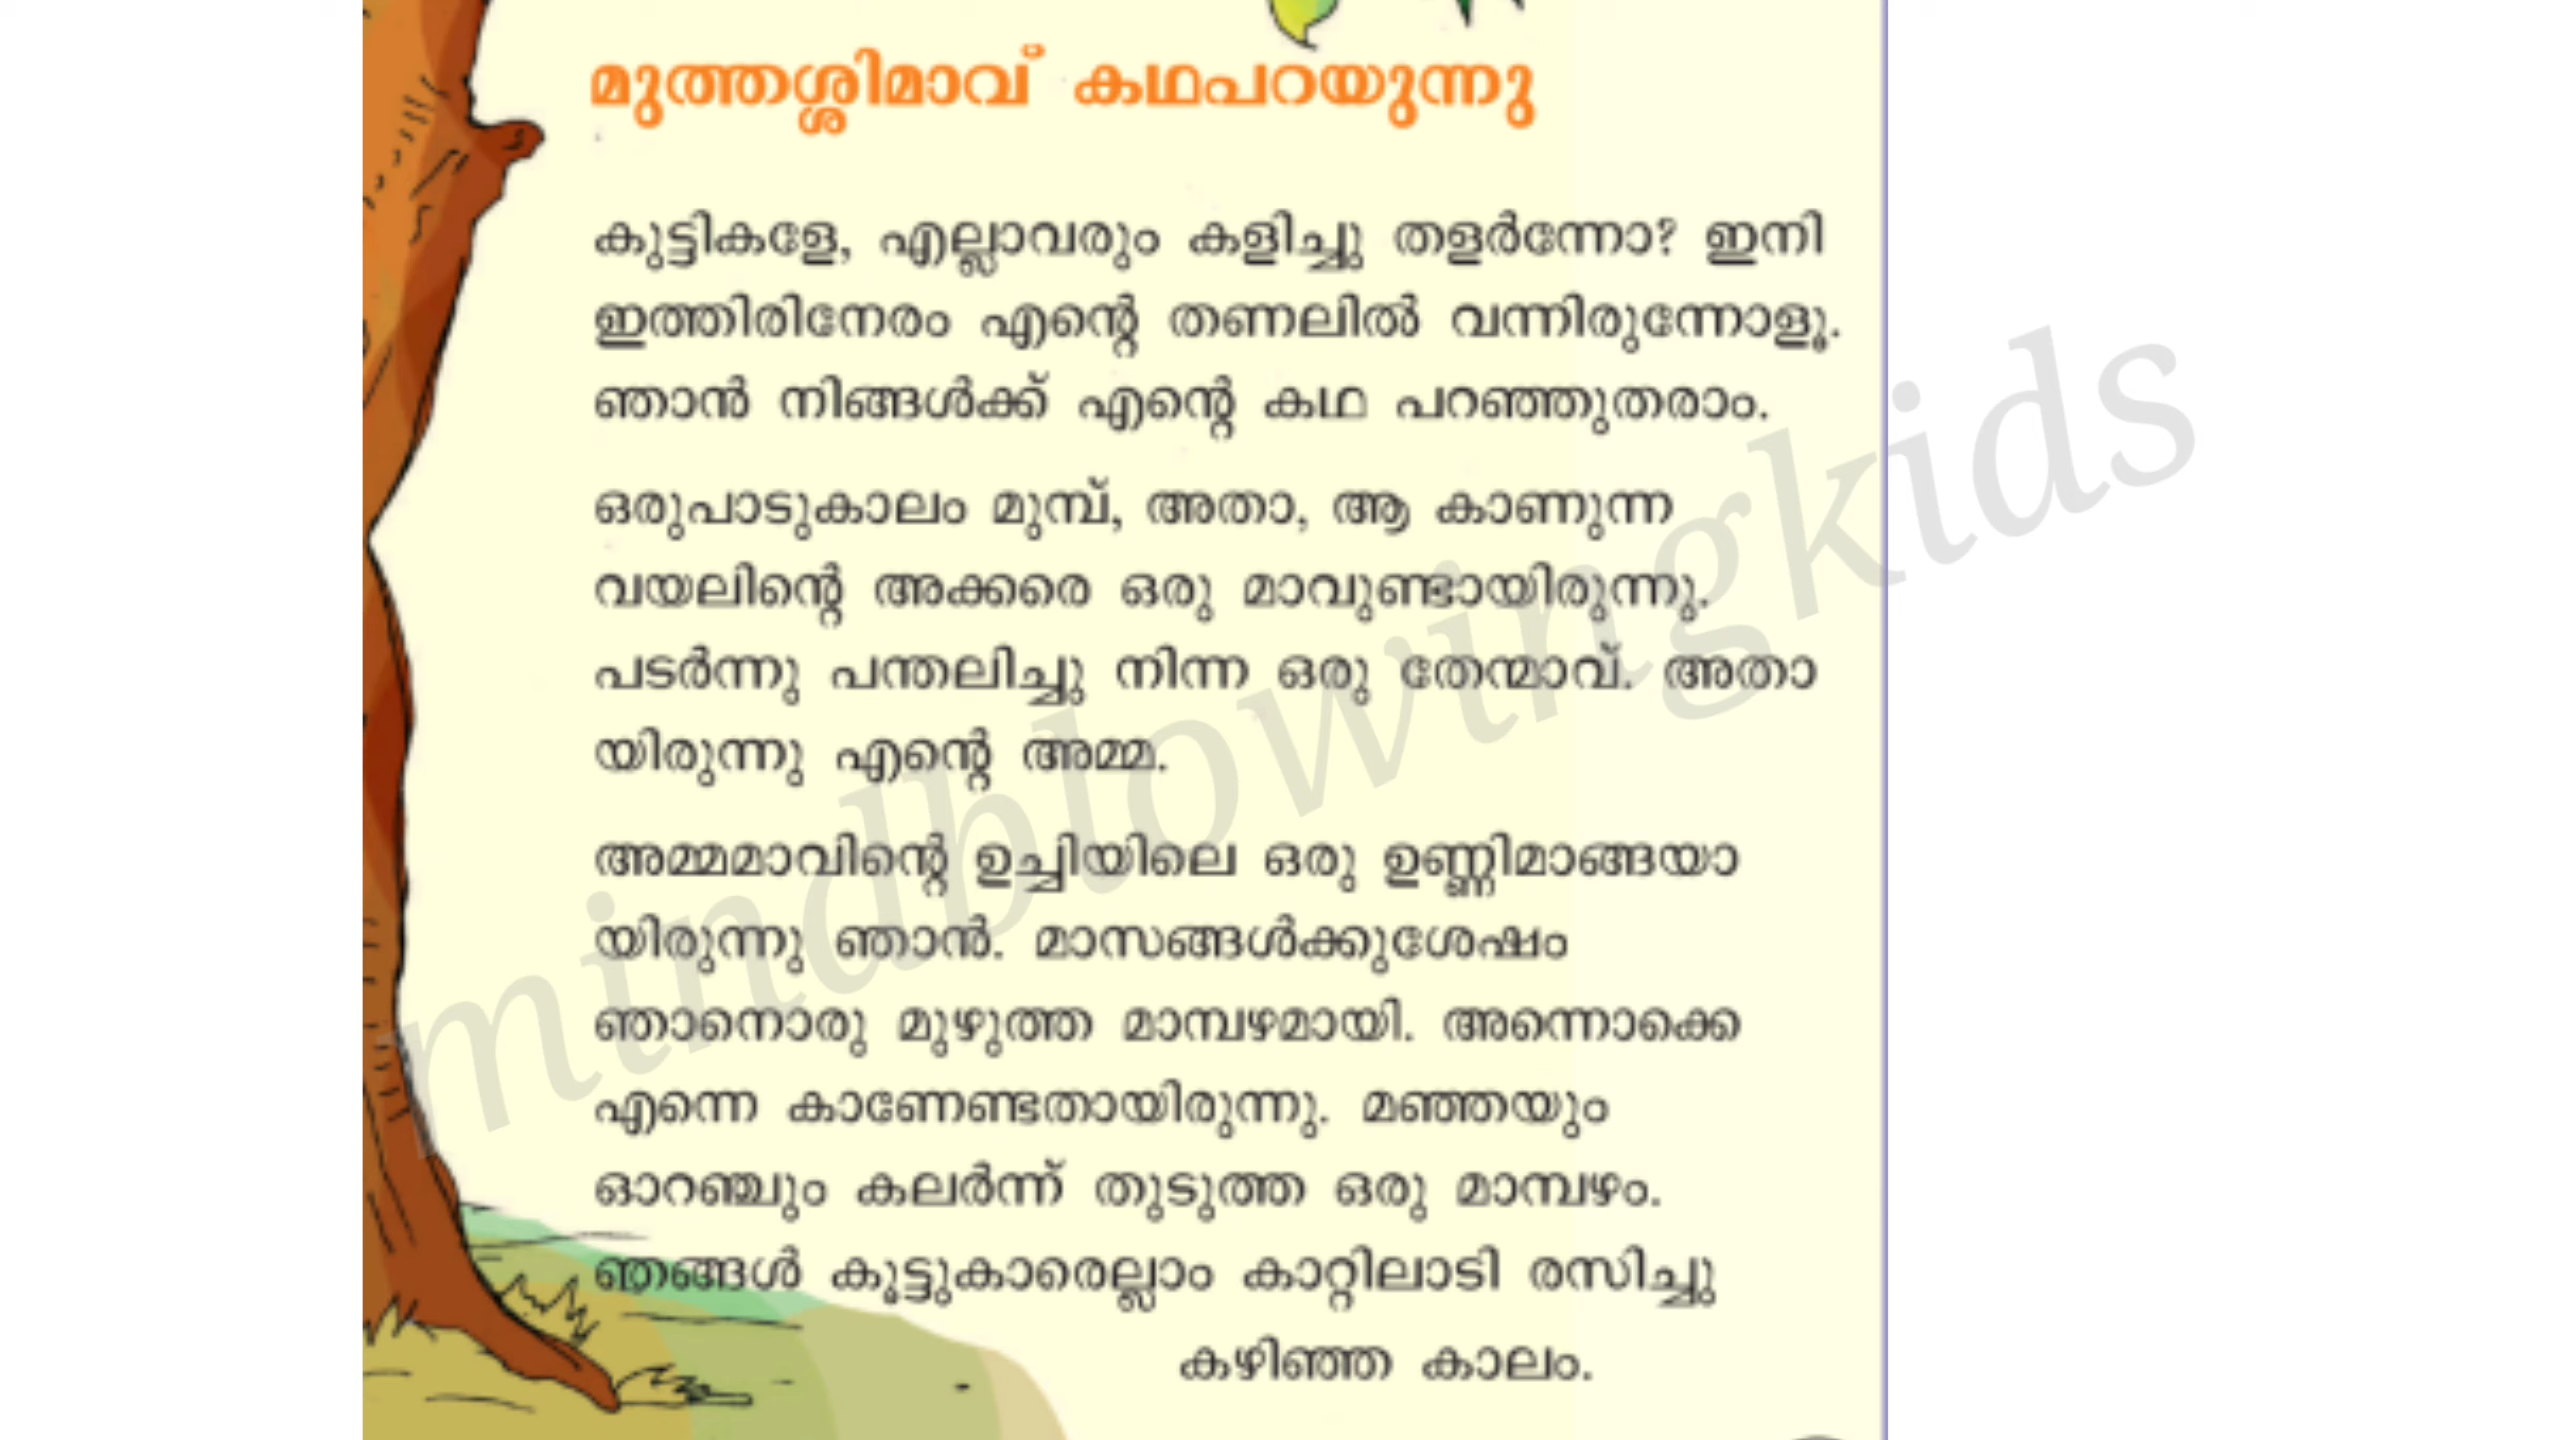 മുത്തശ്ശിമാവ് കഥപറയുന്നു
കുട്ടികളേ, എല്ലാവരും കളിച്ചു തളർന്നോ? ഇനി
ഇത്തിരിനേരം എന്റെ തണലിൽ വന്നിരുന്നോളൂ.
ഞാൻ നിങ്ങൾക്ക് എന്റെ കഥ പറഞ്ഞുതരാം.
ഒരുപാടുകാലം മുമ്പ്, അതാ, ആ കാണുന്ന
വയലിന്റെ അക്കരെ ഒരു മാവുണ്ടായിരുന്നു.
പടർന്നു പന്തലിച്ചു നിന്ന ഒരു തേന്മാവ്. അതാ
യിരുന്നു എന്റെ അമ്മ.
അമ്മമാവിന്റെ ഉച്ചിയിലെ ഒരു ഉണ്ണിമാങ്ങയാ
യിരുന്നു ഞാൻ. മാസങ്ങൾക്കുശേഷം
ഞാനൊരു മുഴുത്ത മാമ്പഴമായി. അന്നൊക്കെ
എന്നെ കാണേണ്ടതായിരുന്നു. മഞ്ഞയും
ഓറഞ്ചും കലർന്ന് തുടുത്ത ഒരു മാമ്പഴം.
ഞങ്ങൾ കൂട്ടുകാരെല്ലാം കാറ്റിലാടി രസിച്ചു
കഴിഞ്ഞ കാലം.
mindblowingkids